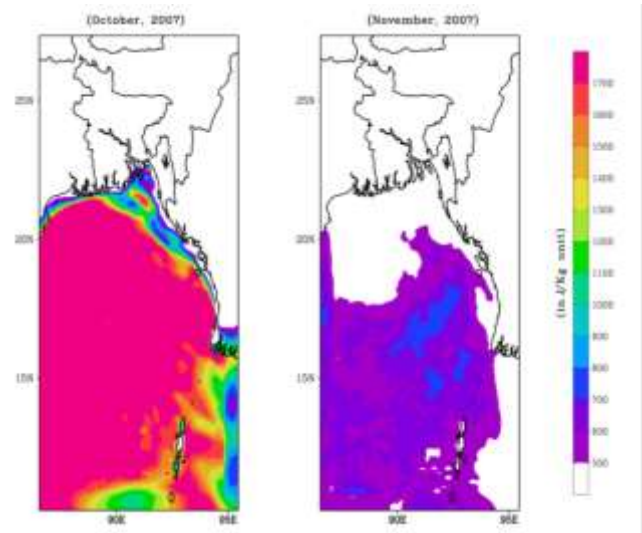 (October, 2007)
(November, 2007)
25N
20N
15N
90E
95E
25N
20N
15N
90E
95E
1700
1600
1500
1400
1300
1200
1100
1000
900
800
700
600
500
(in J/Kg unit)